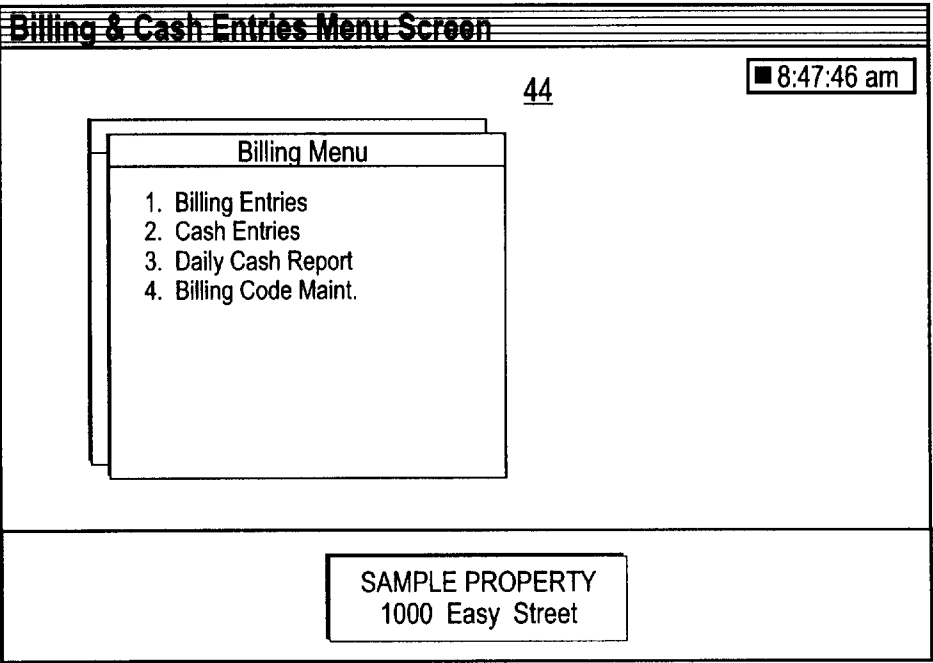 Billing & Cash Entries Menu Screen
8:47:46 am
44
Billing Menu
1. Billing Entries
2. Cash Entries
3. Daily Cash Report
4. Billing Code Maint.
SAMPLE PROPERTY
1000 Easy Street